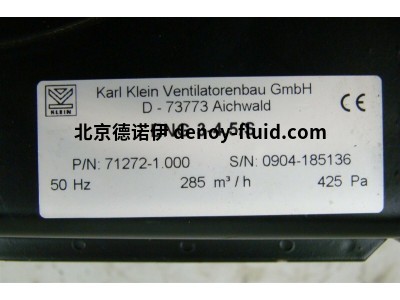 KLEIN
Karl Klein Ventilatorenbau GmbH
D - 73773 Aichwald
CE
北京德诺伊 denoy-fluid.com
P/N: 71272-1.000 S/N: 0904-185136
50 Hz 285 m³ / h 425 Pa